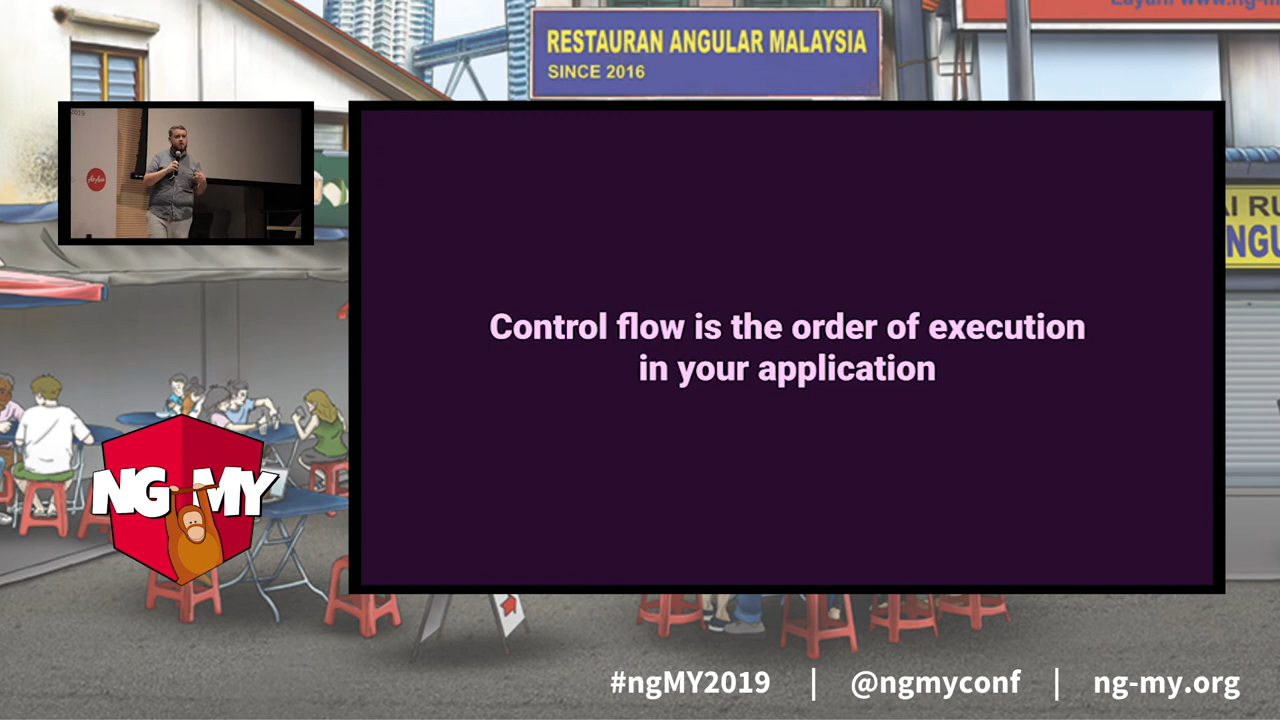 RESTAURAN ANGULAR MALAYSIA
SINCE 2016
AirAsia
Control flow is the order of execution
in your application
NG MY
#ngMY2019 | @ngmyconf | ng-my.org